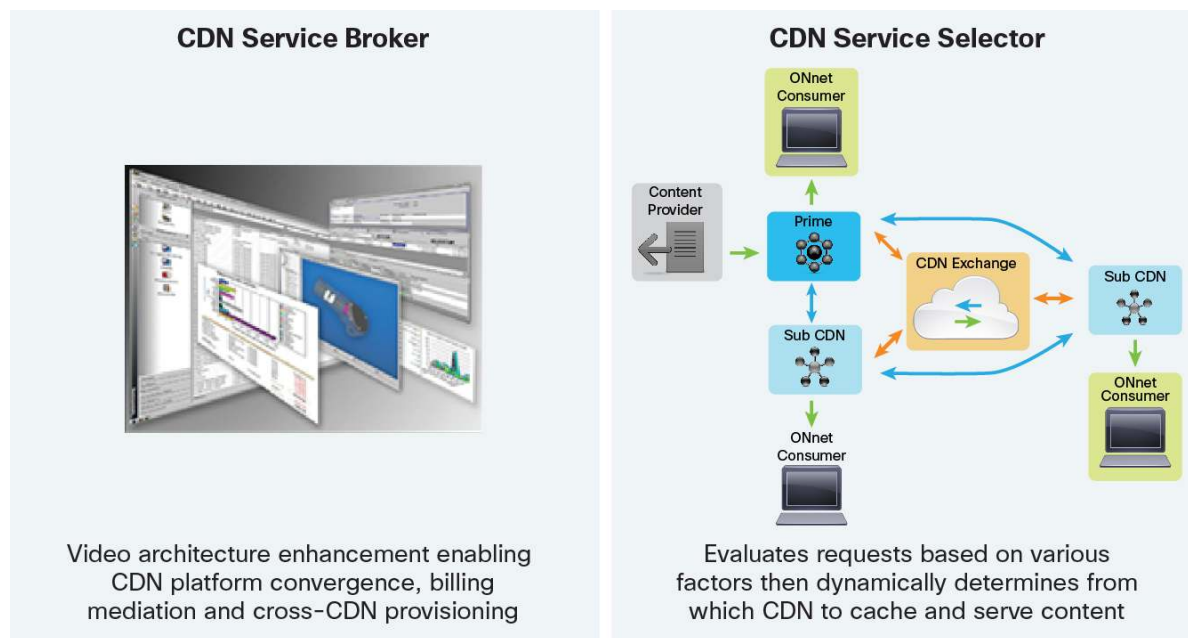 CDN Service Broker
Video architecture enhancement enabling
CDN platform convergence, billing
mediation and cross-CDN provisioning
CDN Service Selector
ONnet
Consumer
Content
Provider
Prime
CDN Exchange
Sub CDN
Sub CDN
ONnet
Consumer
ONnet
Consumer
Evaluates requests based on various
factors then dynamically determines from
which CDN to cache and serve content